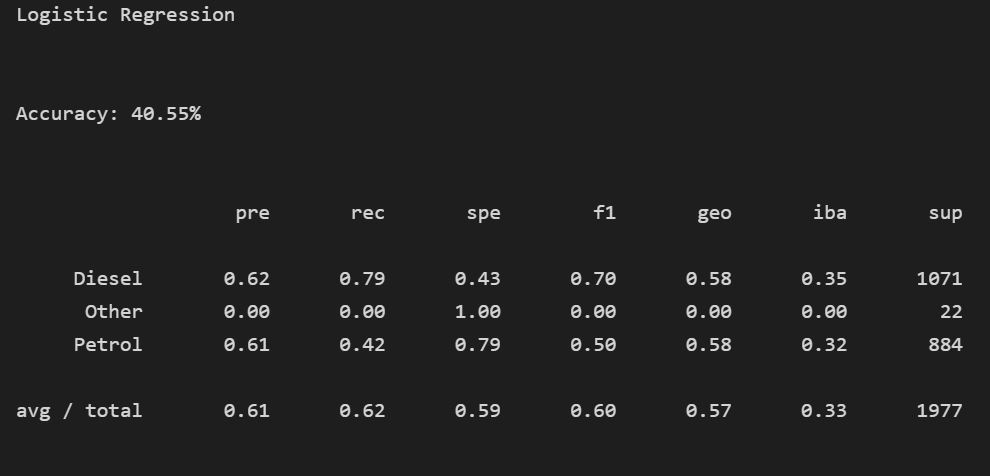 Logistic Regression
Accuracy: 40.55%
pre rec spe f1 geo iba sup
Diesel 0.62 0.79 0.43 0.70 0.58 0.35 1071
Other 0.00 0.00 1.00 0.00 0.00 0.00 22
Petrol 0.61 0.42 0.79 0.50 0.58 0.32 884
avg / total 0.61 0.62 0.59 0.60 0.57 0.33 1977